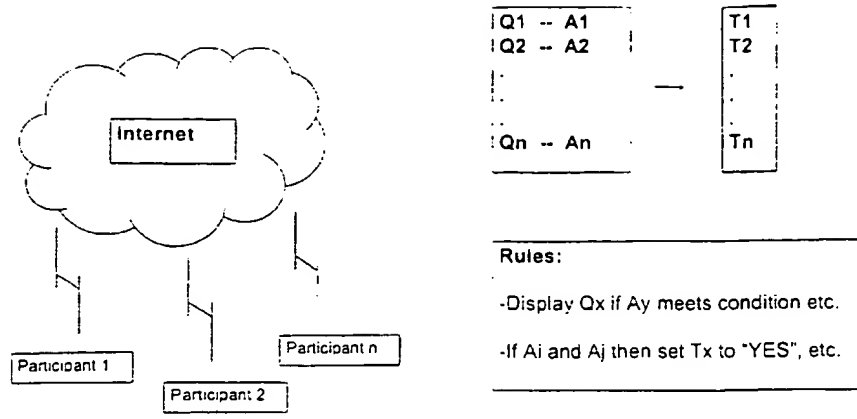 Internet
Participant 1
Participant 2
Participant n
Q1 -- A1
Q2 -- A2
.
.
..
Qn -- An
T1
T2
.
.
.
Tn
Rules:
-Display Qx if Ay meets condition etc.
-If Ai and Aj then set Tx to "YES", etc.